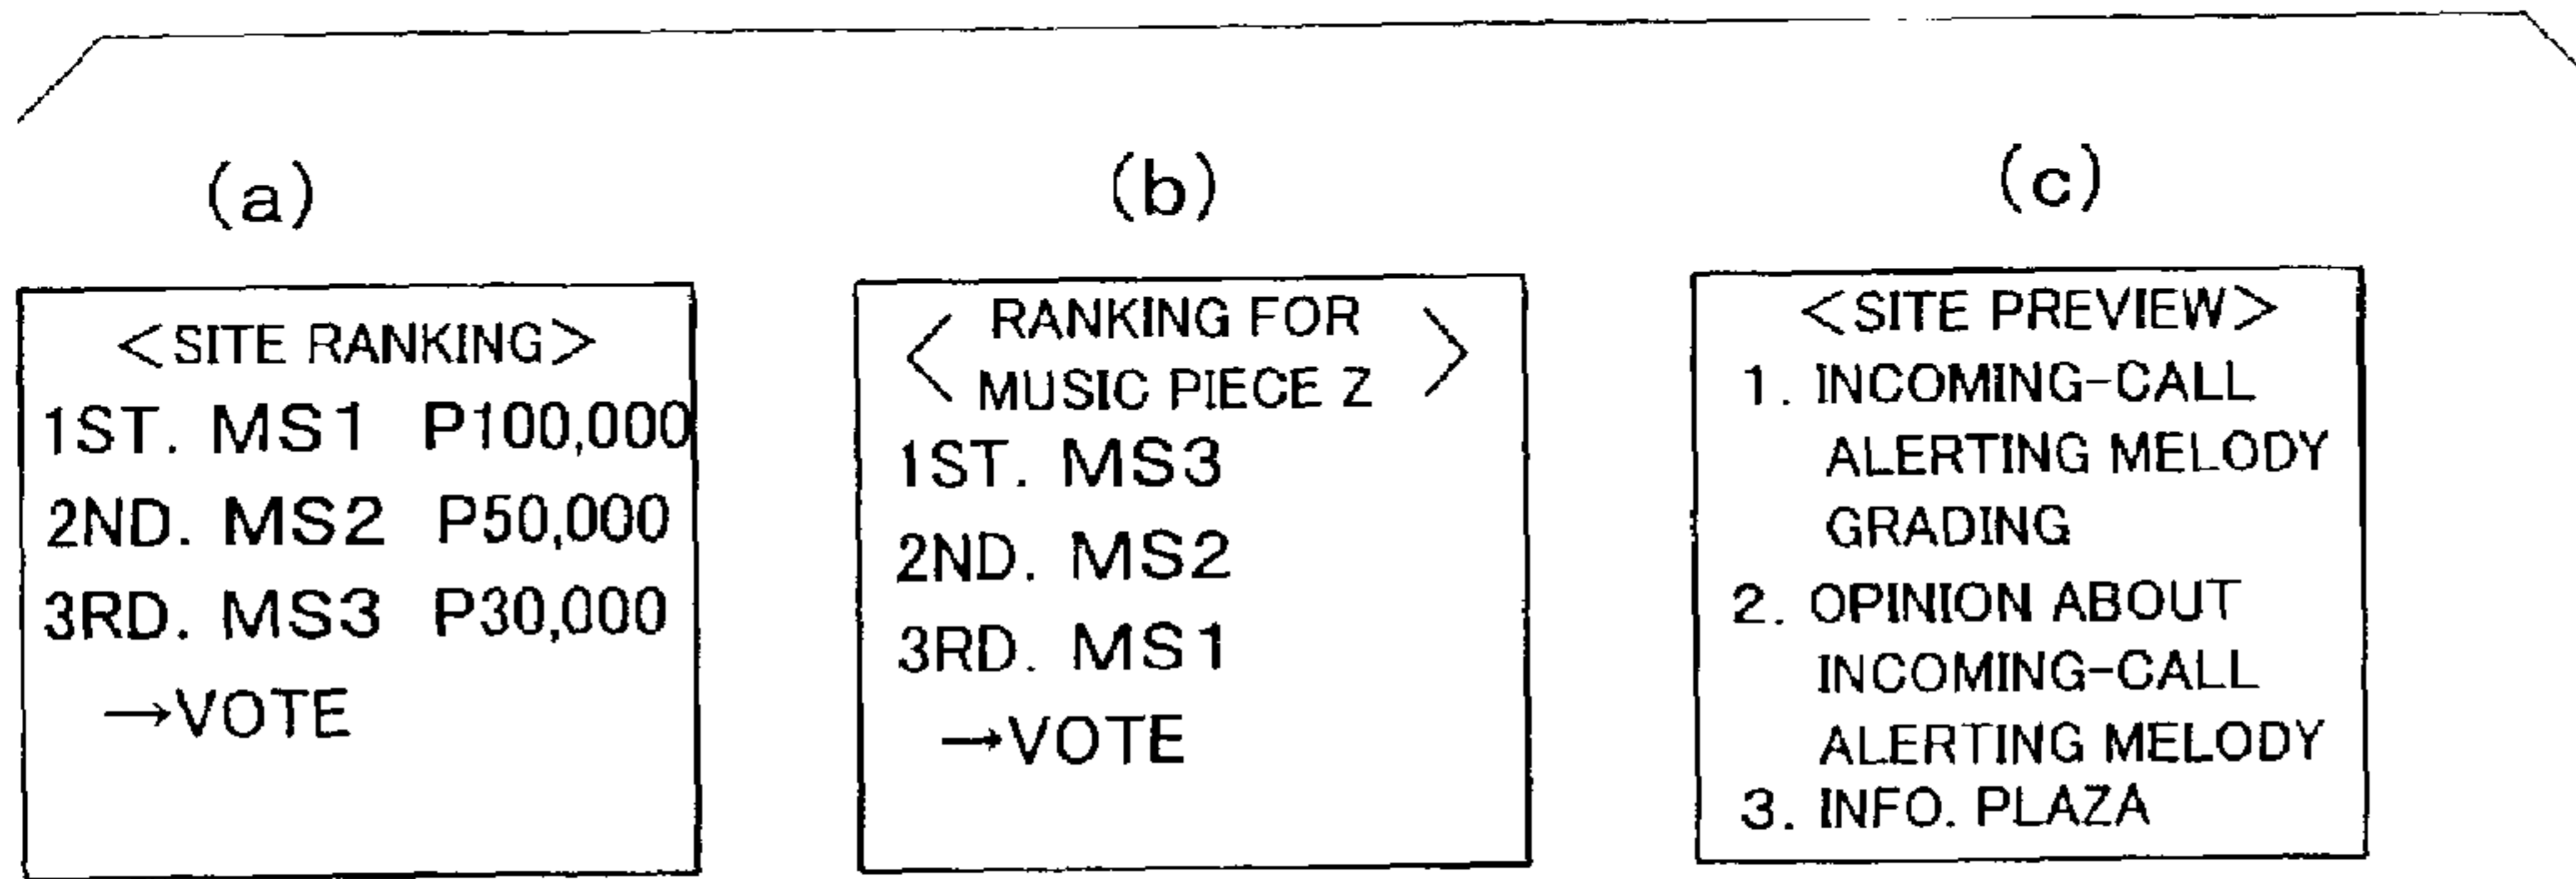 (a)
<SITE RANKING>
1ST. MS1 P100,000
2ND. MS2 P50,000
3RD. MS3 P30,000
→VOTE
(b)
< RANKING FOR
MUSIC PIECE Z >
1ST. MS3
2ND. MS2
3RD. MS1
→VOTE
(c)
<SITE PREVIEW>
1. INCOMING-CALL
ALERTING MELODY
GRADING
2. OPINION ABOUT
INCOMING-CALL
ALERTING MELODY
3. INFO. PLAZA